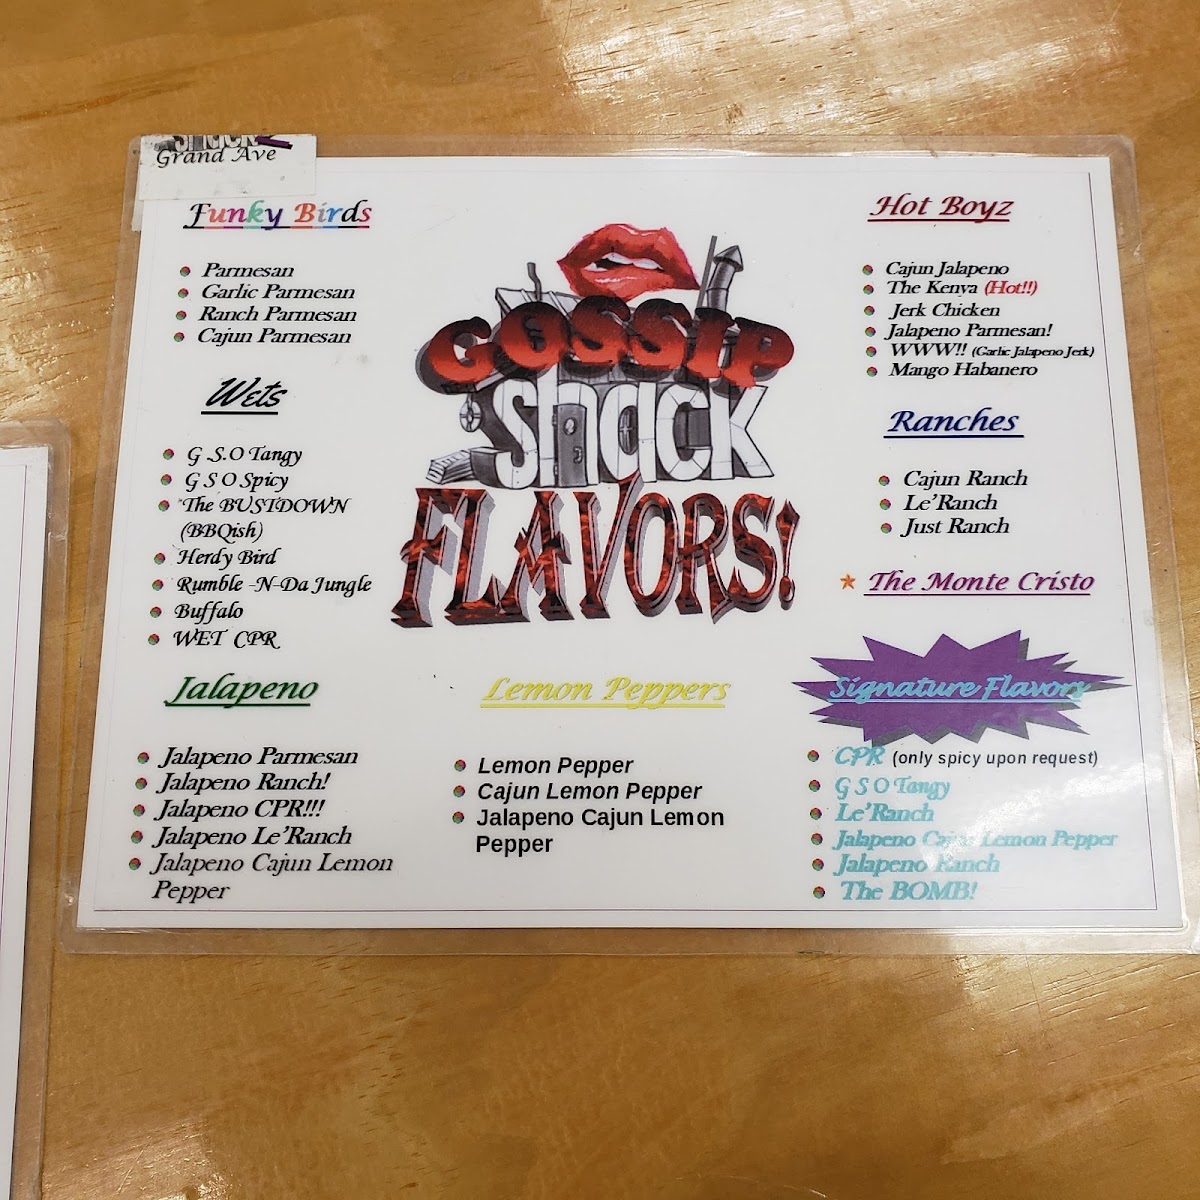 Grand Ave
Funky Birds
Parmesan
Garlic Parmesan
Ranch Parmesan
Cajun Parmesan
Wets
G .S.O Tangy
G S O Spicy
The BUSTDOWN
(BBQish)
Herdy Bird
Rumble -N-Da Jungle
Buffalo
WET CPR
Jalapeno
Jalapeno Parmesan
Jalapeno Ranch!
Jalapeno CPR!!!
Jalapeno Le'Ranch
Jalapeno Cajun Lemon
Pepper
GOSSIP
Shack
FLAVORS!
Lemon Peppers
Lemon Pepper
Cajun Lemon Pepper
Jalapeno Cajun Lemon
Pepper
Hot Boyz
Cajun Jalapeno
The Kenya (Hot!!)
Jerk Chicken
Jalapeno Parmesan!
WWW!! (Garlic Jalapeno Jerk)
Mango Habanero
Ranches
Cajun Ranch
Le'Ranch
Just Ranch
The Monte Cristo
Signature Flavors
CPR (only spicy upon request)
G S O Tangy
Le'Ranch
Jalapeno Cajun Lemon Pepper
Jalapeno Ranch
The BOMB!